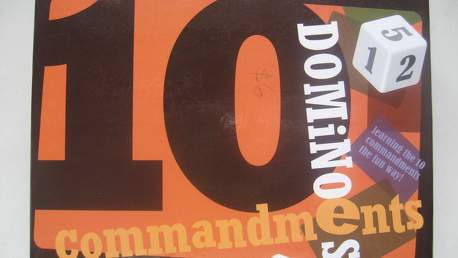 10
DOMiNOeS
commandments
5
1 2
learning the 10
commandments
the fun way!